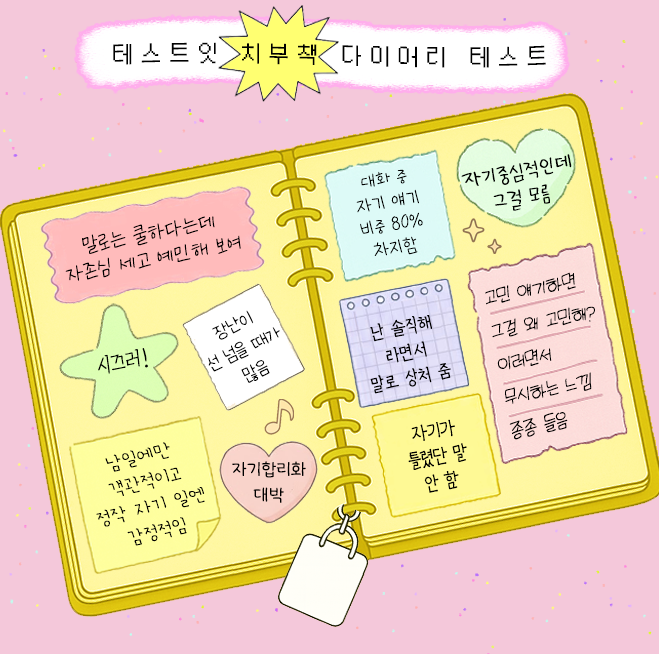 테스트잇 치부책 다이어리 테스트
말로는 쿨하다는데
자존심 세고 예민해 보여
시끄러!
장난이
선 넘을 때가
많음
남일에만
객관적이고
정작 자기 일엔
감정적임
자기합리화
대박
대화 중
자기 얘기
비중 80%
차지함
자기중심적인데
그걸 모름
난 솔직해
라면서
말로 상처 줌
고민 얘기하면
그걸 왜 고민해?
이러면서
무시하는 느낌
종종 들음
자기가
틀렸단 말
안 함